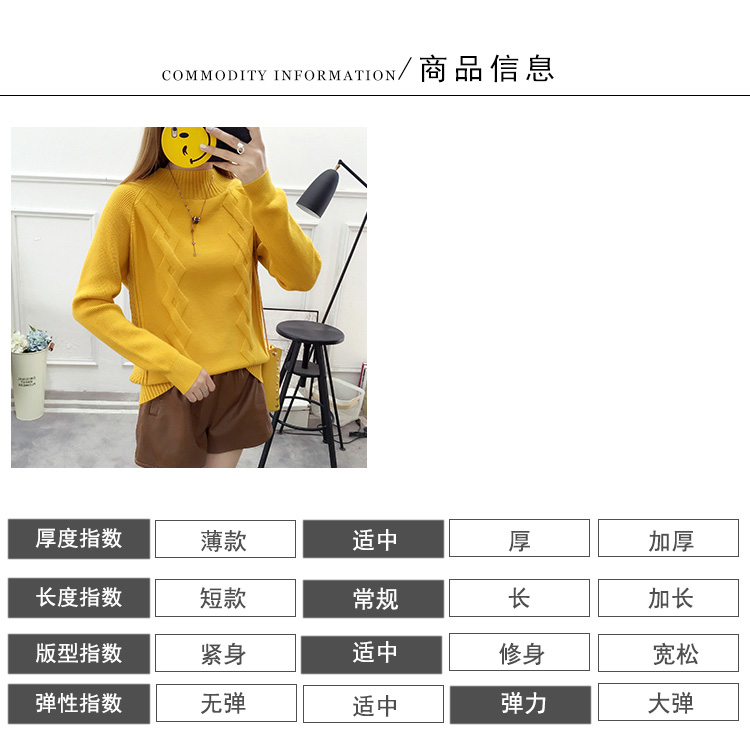 COMMODITY INFORMATION/商品信息
厚度指数 薄款 适中 厚 加厚
长度指数 短款 常规 长 加长
版型指数 紧身 适中 修身 宽松
弹性指数 无弹 适中 弹力 大弹